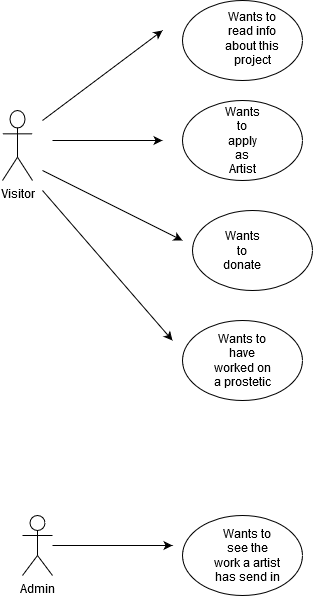 Wants to
read info
about this
project
Wants
to
apply
as
Artist
Visitor
Wants
to
donate
Wants to
have
worked on
a prostetic
Wants to
see the
work a artist
has send in
Admin